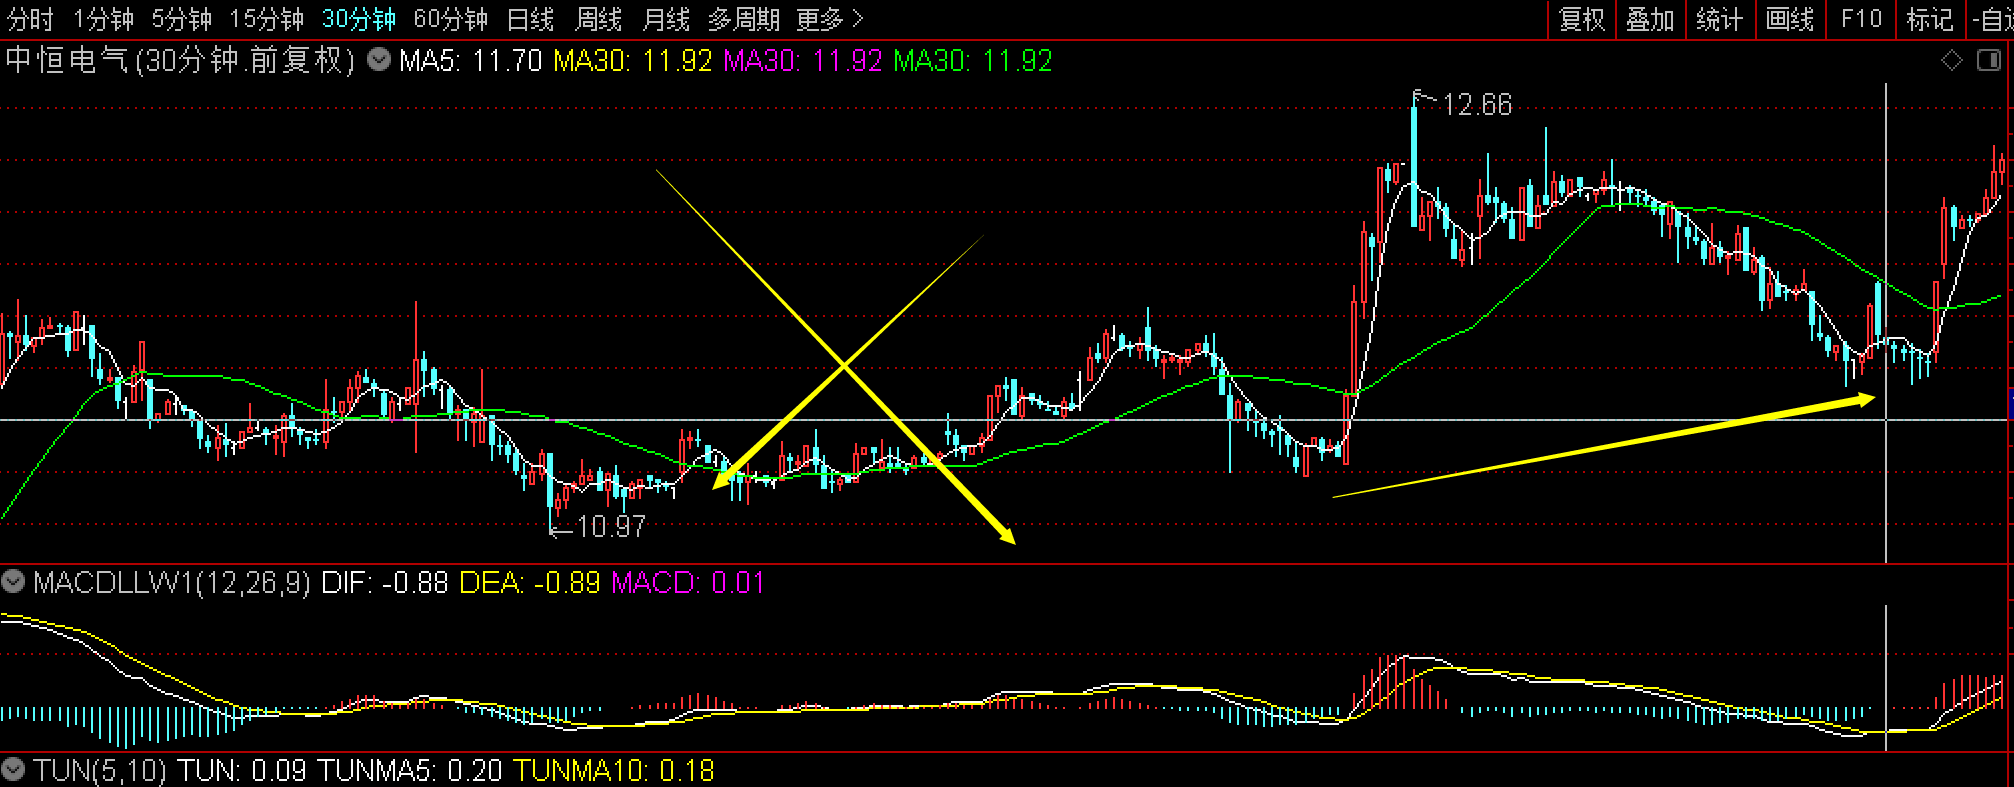 分时 1分钟 5分钟 15分钟 30分钟 60分钟 日线 周线 月线 多周期 更多 > 复权 叠加 统计 画线 F10 标记 -自
中恒电气(30分钟.前复权) MA5: 11.70 MA30: 11.92 MA30: 11.92 MA30: 11.92
12.66
10.97
MACDLLW1(12,26,9) DIF: -0.88 DEA: -0.89 MACD: 0.01
TUN(5,10) TUN: 0.09 TUNMA5: 0.20 TUNMA10: 0.18